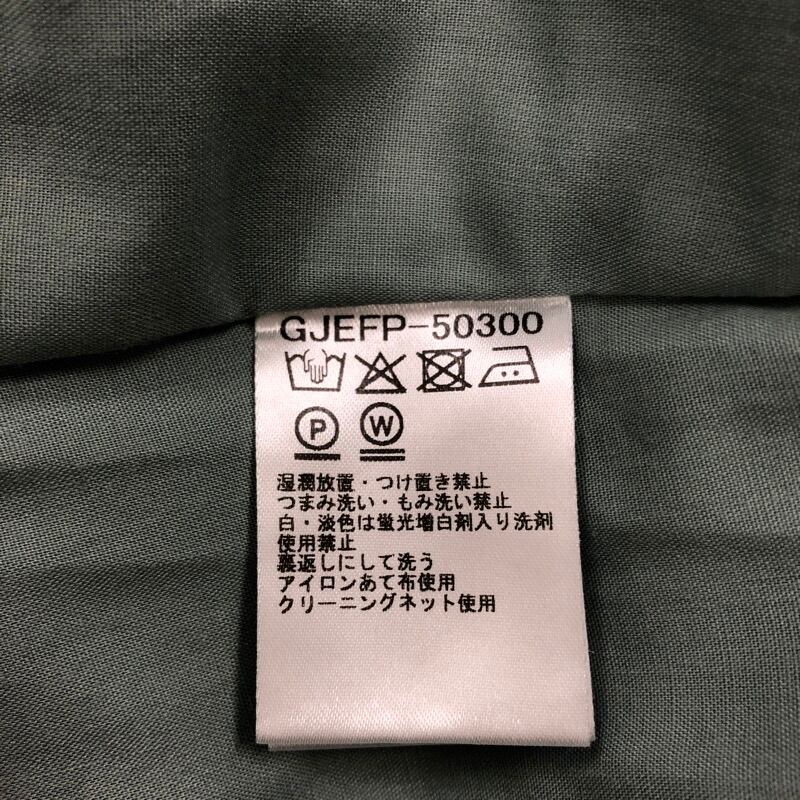 GJEFP-50300
P W
湿潤放置・つけ置き禁止
つまみ洗い・もみ洗い禁止
白・淡色は蛍光増白剤入り洗剤
使用禁止
裏返しにして洗う
アイロンあて布使用
クリーニングネット使用